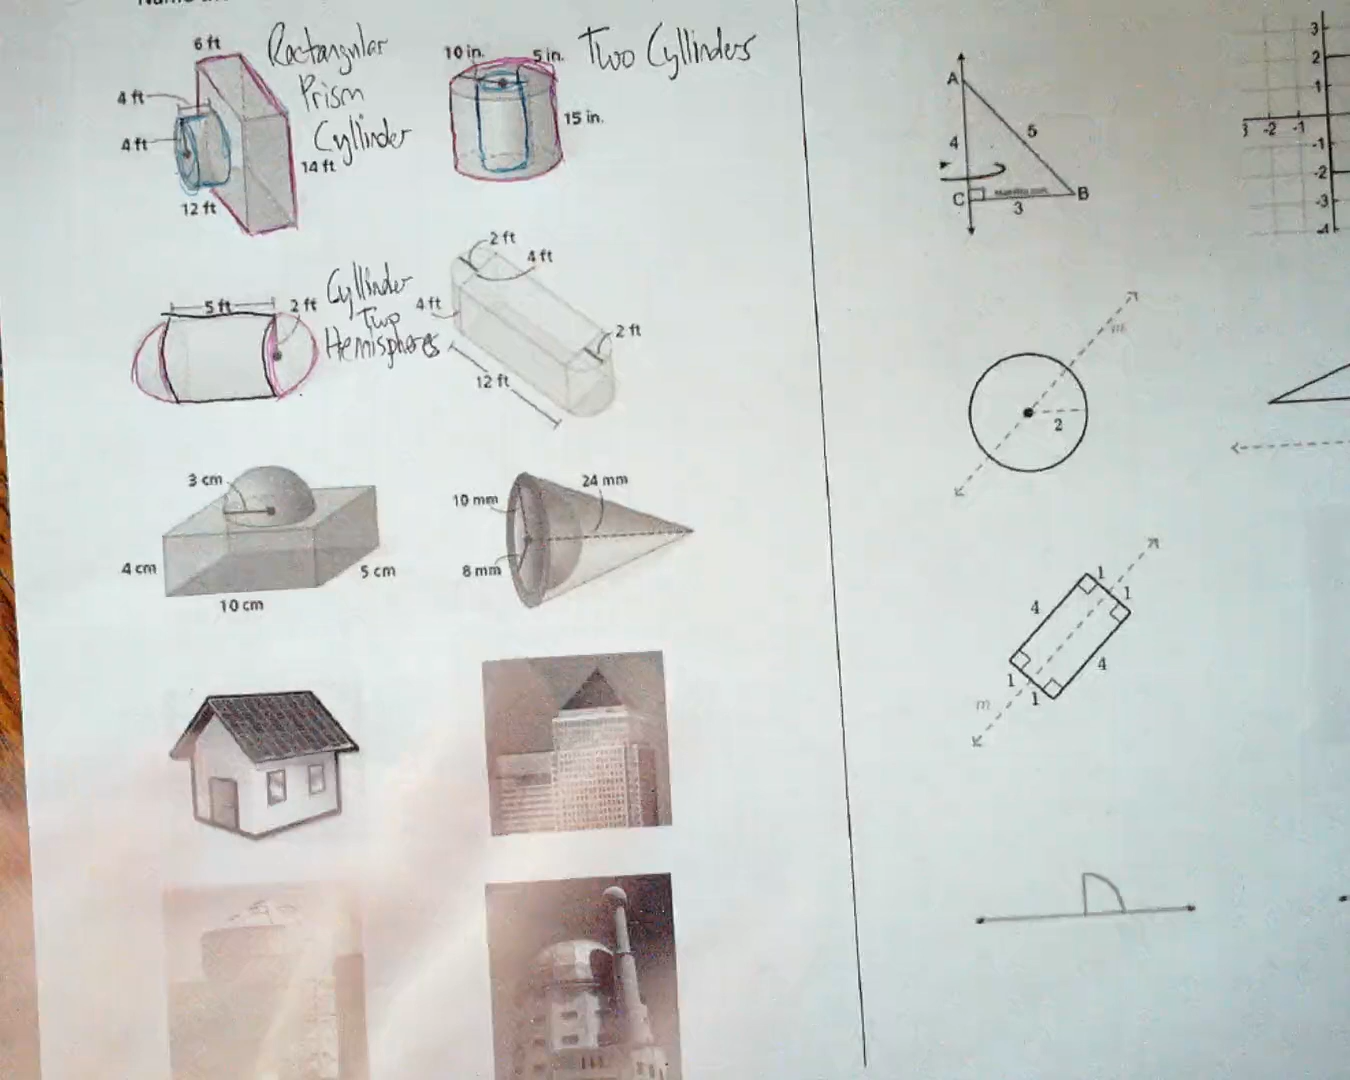 6 ft
Rectangular
Prism
Cyllinder
4 ft
4 ft
14 ft
12 ft
10 in.
5 in.
Two Cyllinders
15 in.
5 ft
2 ft
Cyllinder
Two
Hemispheres
2 ft
4 ft
4 ft
2 ft
12 ft
3 cm
4 cm
5 cm
10 cm
10 mm
24 mm
8 mm
A
5
4
C
B
3
3
2
1
-2
-1
-1
-2
-3
-4
m
2
1
1
4
4
1
1
m